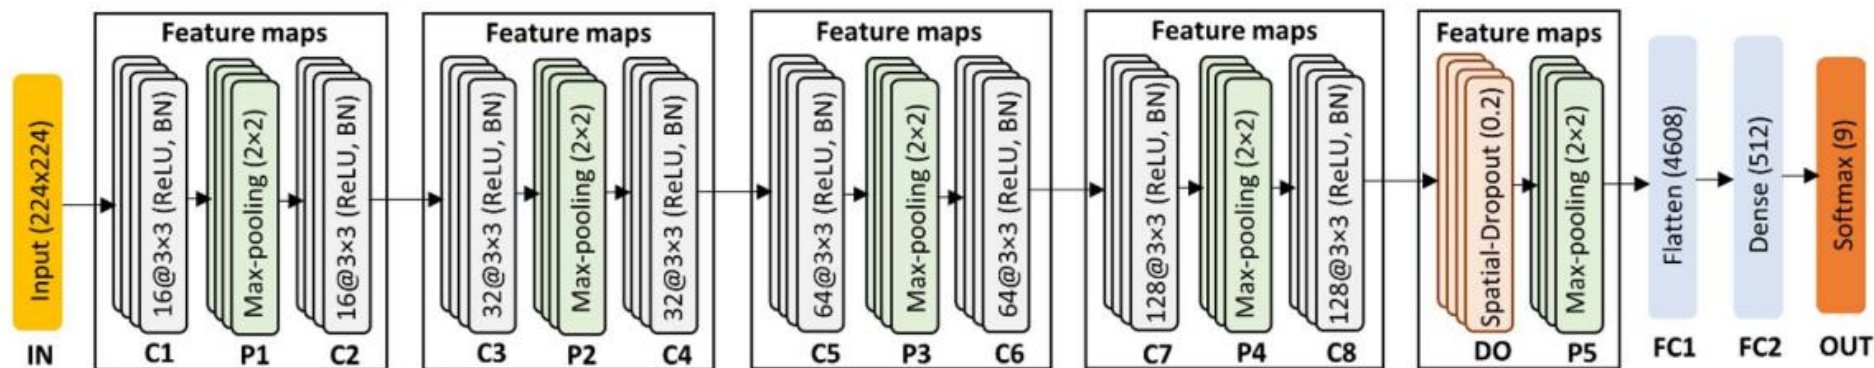 Feature maps
Feature maps
Feature maps
Feature maps
Feature maps
Input (224x224)
16@3×3 (ReLU, BN)
Max-pooling (2×2)
16@3×3 (ReLU, BN)
32@3×3 (ReLU, BN)
Max-pooling (2×2)
32@3×3 (ReLU, BN)
64@3×3 (ReLU, BN)
Max-pooling (2×2)
64@3×3 (ReLU, BN)
128@3×3 (ReLU, BN)
Max-pooling (2×2)
128@3×3 (ReLU, BN)
Spatial-Dropout (0.2)
Max-pooling (2×2)
Flatten (4608)
Dense (512)
Softmax (9)
IN C1 P1 C2 C3 P2 C4 C5 P3 C6 C7 P4 C8 DO P5 FC1 FC2 OUT